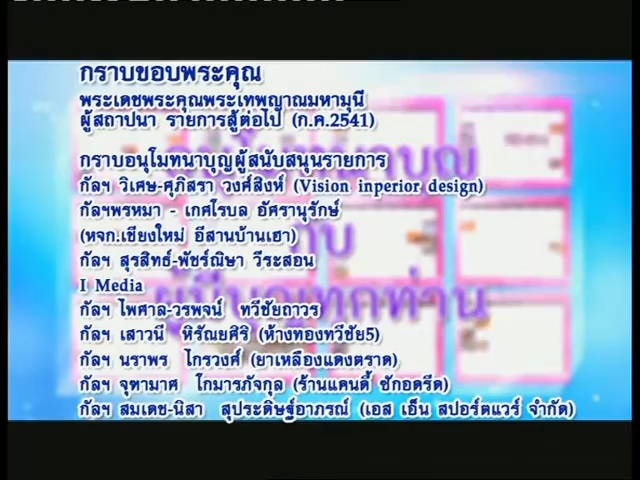 กราบขอบพระคุณ
พระเดชพระคุณพระเทพญาณมหามุนี
ผู้สถาปนา รายการสู้ต่อไป (ก.ค.2541)
กราบอนุโมทนาบุญผู้สนับสนุนรายการ
กัลฯ วิเศษ-ศุภิสรา วงศ์สิงห์ (Vision inperior design)
กัลฯพรหมา - เกศไรบล อัศรานุรักษ์
(หจก.เชียงใหม่ อีสานบ้านเฮา)
กัลฯ สุรสิทธ์-พัชร์ณิษา วีระสอน
I Media
กัลฯ ไพศาล-วรพจน์ ทวีชัยถาวร
กัลฯ เสาวนี หิรัณยศิริ (ห้างทองทวีชัย5)
กัลฯ นราพร ไกรวงศ์ (ยาเหลืองแดงตราด)
กัลฯ จุฑามาศ โกมารภัจกุล (ร้านแคนดี้ ซักอดรีด)
กัลฯ สมเดช-นิสา สุประดิษฐ์อาภรณ์ (เอส เอ็น สปอร์ตแวร์ จำกัด)
ผู้มีบุญทุกท่าน